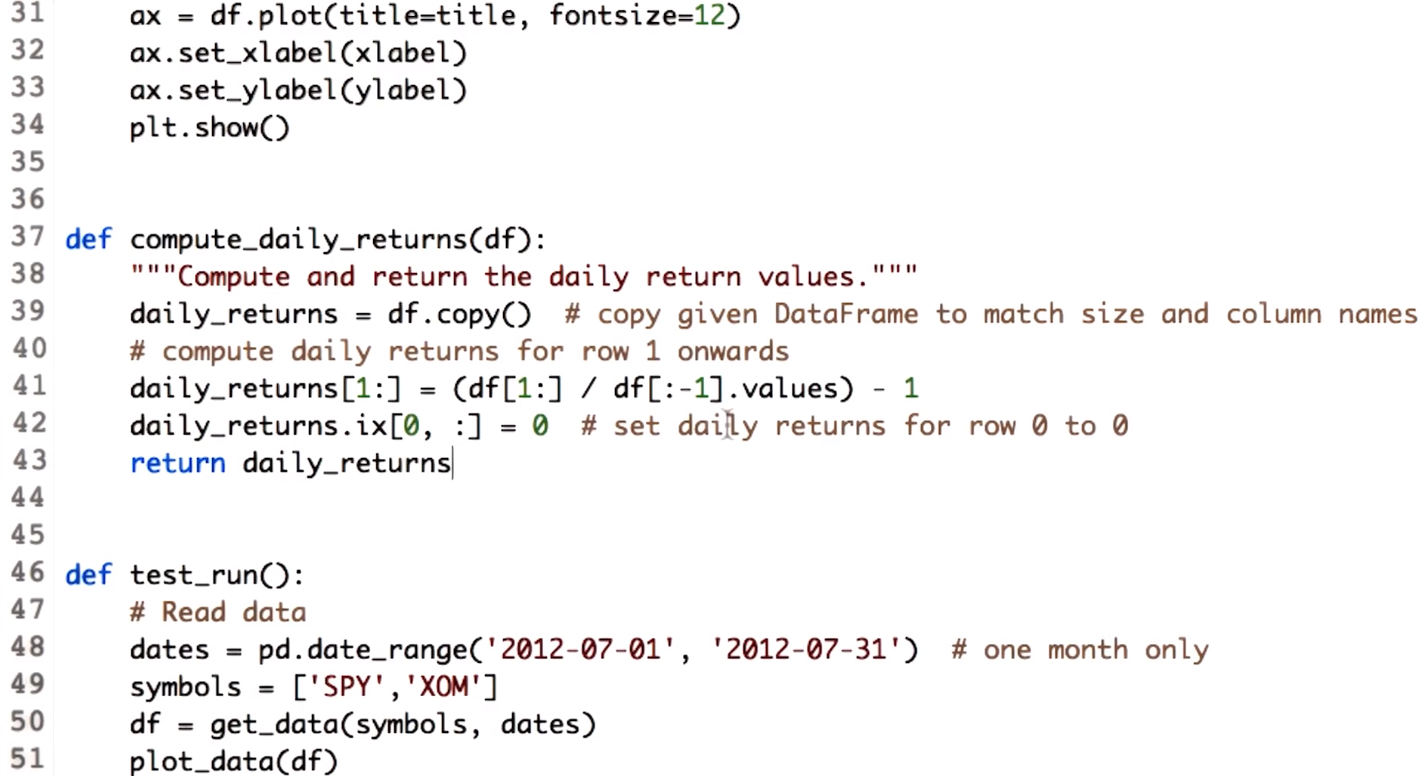 31 ax = df.plot(title=title, fontsize=12)
32 ax.set_xlabel(xlabel)
33 ax.set_ylabel(ylabel)
34 plt.show()
35
36
37 def compute_daily_returns(df):
38 """Compute and return the daily return values."""
39 daily_returns = df.copy()  # copy given DataFrame to match size and column names
40 # compute daily returns for row 1 onwards
41 daily_returns[1:] = (df[1:] / df[:-1].values) - 1
42 daily_returns.ix[0, :] = 0  # set daily returns for row 0 to 0
43 return daily_returns
44
45
46 def test_run():
47 # Read data
48 dates = pd.date_range('2012-07-01', '2012-07-31')  # one month only
49 symbols = ['SPY','XOM']
50 df = get_data(symbols, dates)
51 plot_data(df)